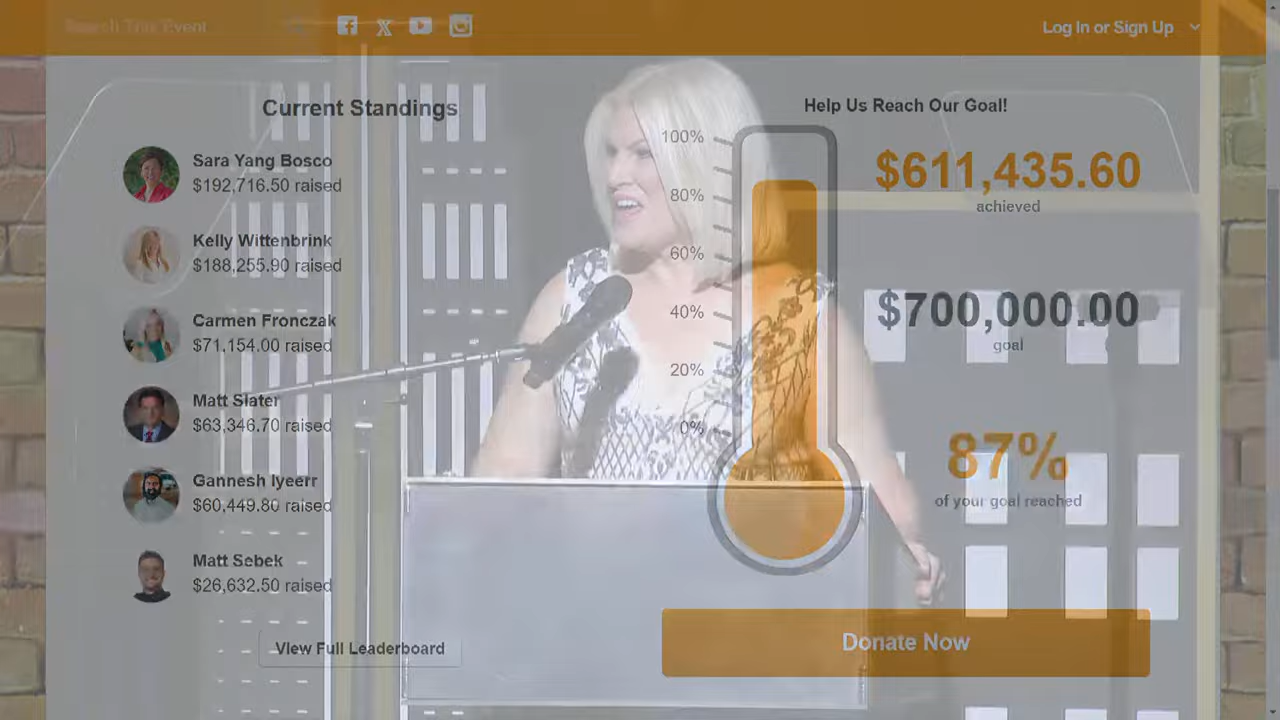 Search This Event
Log In or Sign Up
Current Standings
Sara Yang Bosco
$192,716.50 raised
Kelly Wittenbrink
$188,255.90 raised
Carmen Fronczak
$71,154.00 raised
Matt Slater
$63,346.70 raised
Gannesh Iyeerr
$60,449.80 raised
Matt Sebek
$26,632.50 raised
View Full Leaderboard
Help Us Reach Our Goal!
100%
80%
60%
40%
20%
0%
$611,435.60
achieved
$700,000.00
goal
87%
of your goal reached
Donate Now